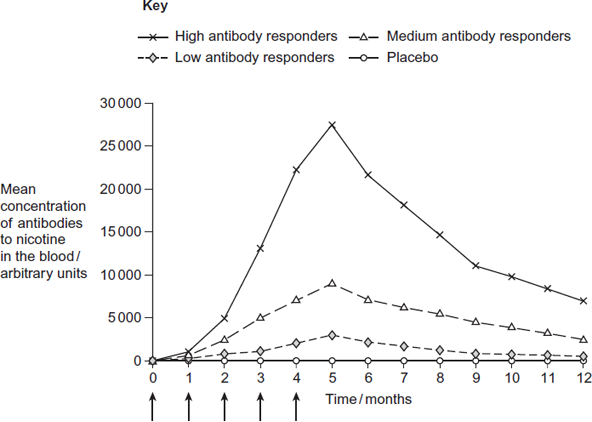 Key
High antibody responders
Medium antibody responders
Low antibody responders
Placebo
30 000
25 000
20 000
15 000
10 000
5 000
0
Mean
concentration
of antibodies
to nicotine
in the blood /
arbitrary units
0 1 2 3 4 5 6 7 8 9 10 11 12
Time / months